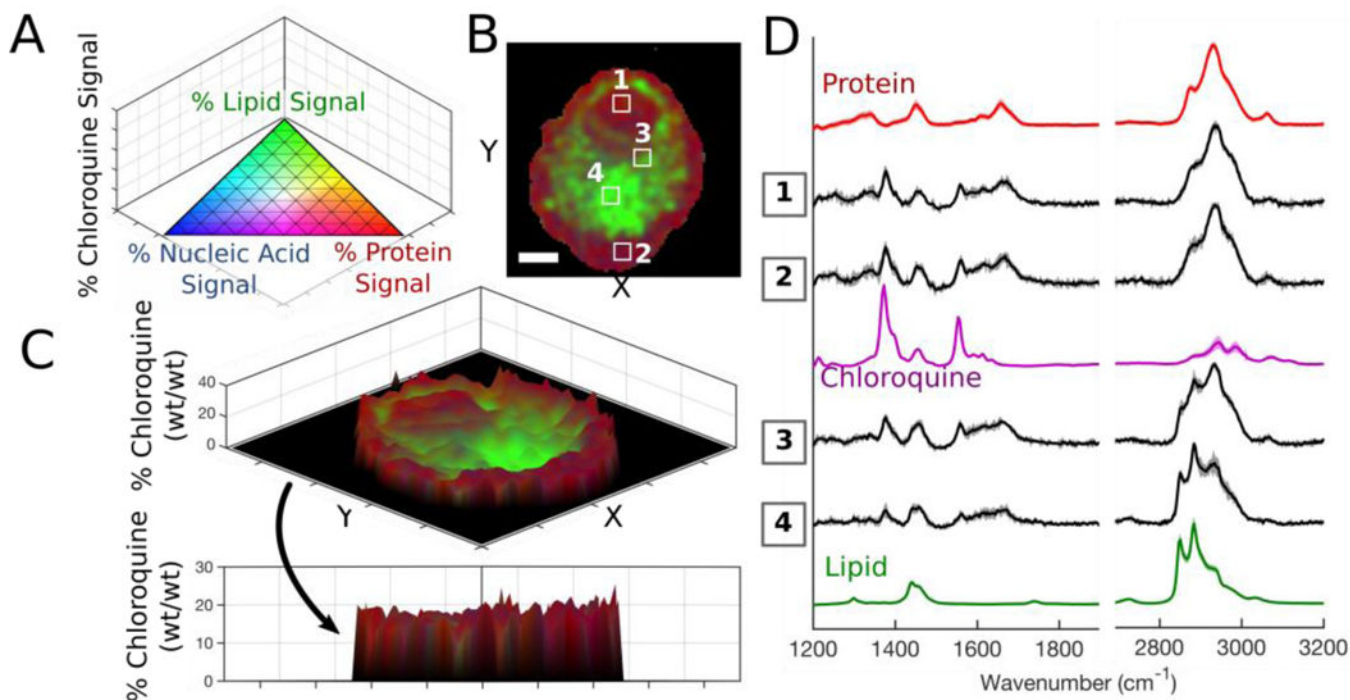 A
% Chloroquine Signal
% Lipid Signal
% Nucleic Acid
Signal
% Protein
Signal
B
Y
X
1
3
4
2
C
% Chloroquine
(wt/wt)
40
20
0
Y
X
% Chloroquine
(wt/wt)
30
20
10
0
D
Protein
1
2
Chloroquine
3
4
Lipid
1200 1400 1600 1800 2800 3000 3200
Wavenumber (cm⁻¹)